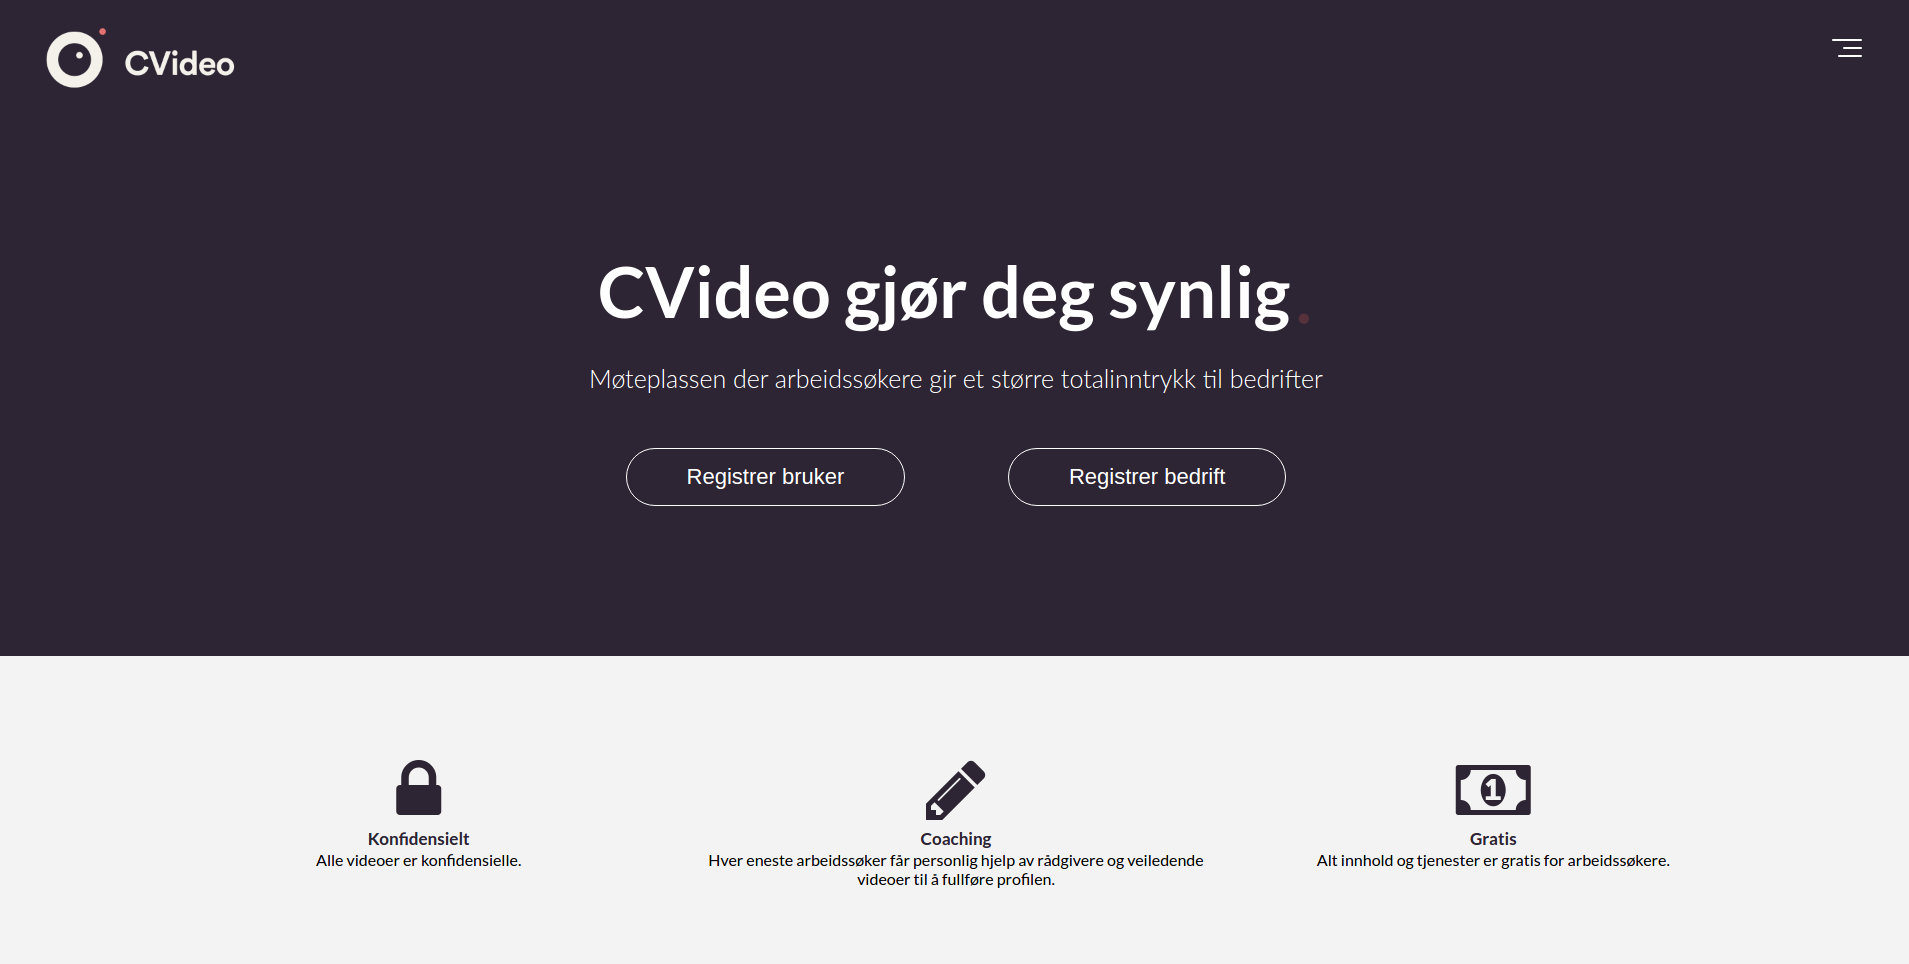 CVideo
CVideo gjør deg synlig.
Møteplassen der arbeidssøkere gir et større totalinntrykk til bedrifter
Registrer bruker
Registrer bedrift
Konfidensielt
Alle videoer er konfidensielle.
Coaching
Hver eneste arbeidssøker får personlig hjelp av rådgivere og veiledende
videoer til å fullføre profilen.
1
Gratis
Alt innhold og tjenester er gratis for arbeidssøkere.